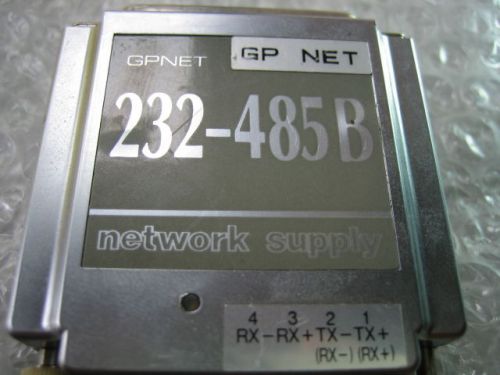 GPNET GP NET
232-485B
network supply
4 3 2 1
RX- RX+ TX- TX+
(RX-) (RX+)